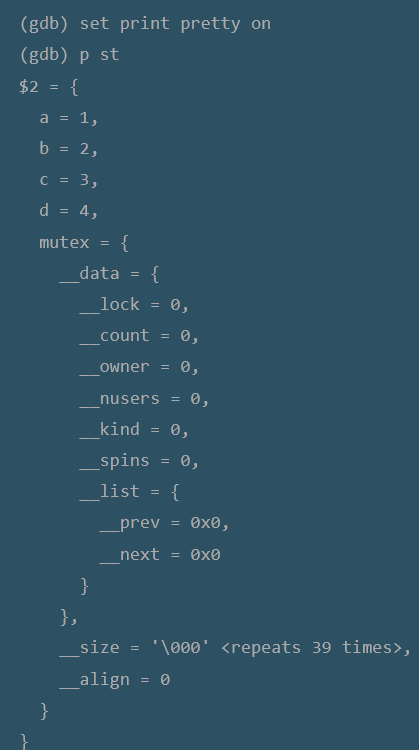 (gdb) set print pretty on
(gdb) p st
$2 = {
  a = 1,
  b = 2,
  c = 3,
  d = 4,
  mutex = {
    __data = {
      __lock = 0,
      __count = 0,
      __owner = 0,
      __nusers = 0,
      __kind = 0,
      __spins = 0,
      __list = {
        __prev = 0x0,
        __next = 0x0
      }
    },
    __size = '\000' <repeats 39 times>,
    __align = 0
  }
}